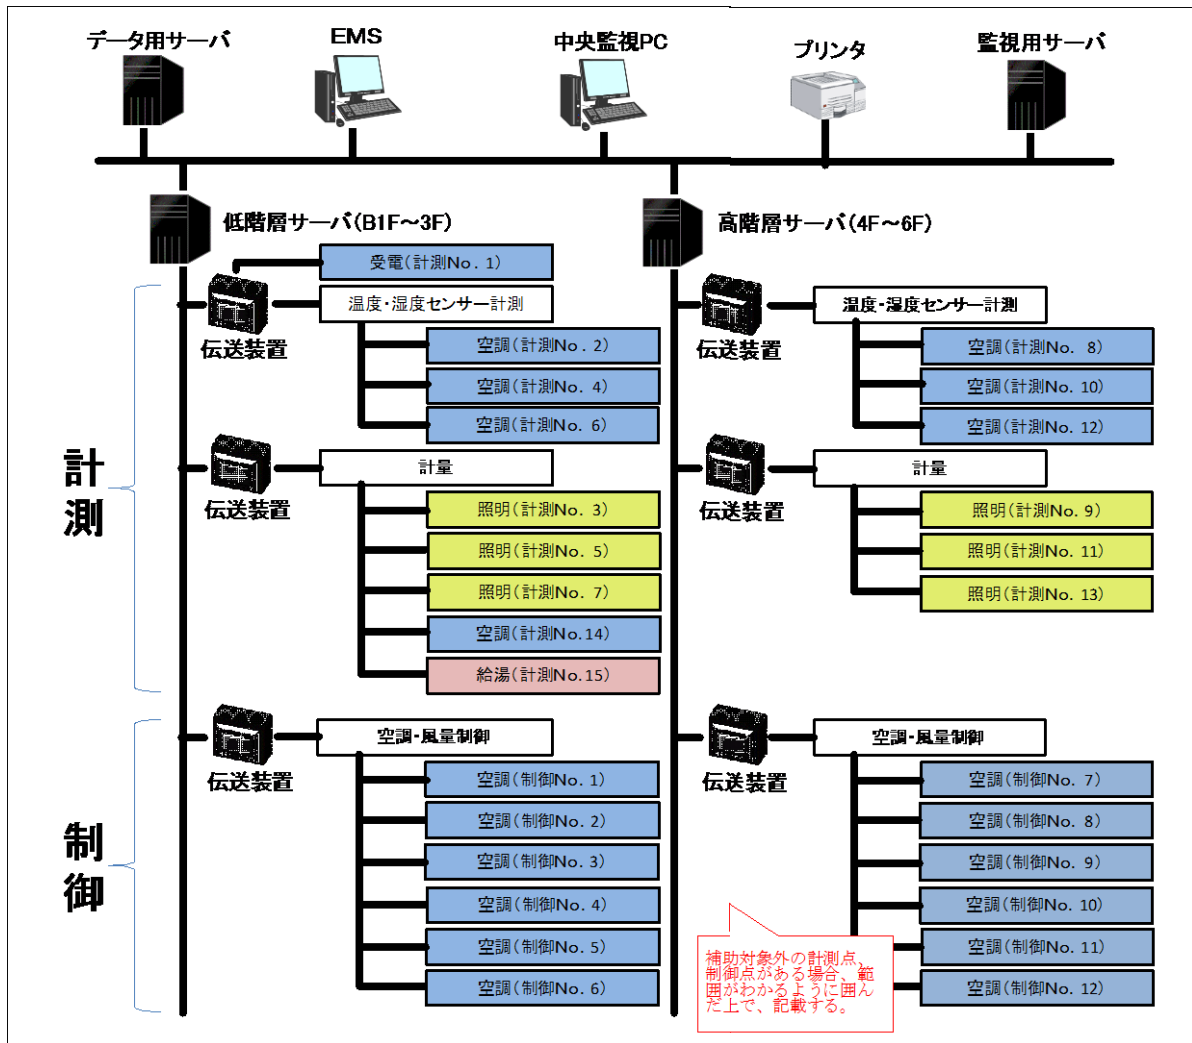 データ用サーバ
EMS
中央監視PC
プリンタ
監視用サーバ
低階層サーバ(B1F～3F)
受電(計測No. 1)
伝送装置
温度・湿度センサー計測
空調(計測No. 2)
空調(計測No. 4)
空調(計測No. 6)
伝送装置
計量
照明(計測No. 3)
照明(計測No. 5)
照明(計測No. 7)
空調(計測No.14)
給湯(計測No.15)
伝送装置
空調・風量制御
空調(制御No. 1)
空調(制御No. 2)
空調(制御No. 3)
空調(制御No. 4)
空調(制御No. 5)
空調(制御No. 6)
高階層サーバ(4F～6F)
伝送装置
温度・湿度センサー計測
空調(計測No. 8)
空調(計測No. 10)
空調(計測No. 12)
伝送装置
計量
照明(計測No. 9)
照明(計測No. 11)
照明(計測No. 13)
伝送装置
空調・風量制御
空調(制御No. 7)
空調(制御No. 8)
空調(制御No. 9)
空調(制御No. 10)
空調(制御No. 11)
空調(制御No. 12)
計測
制御
補助対象外の計測点、
制御点がある場合、範
囲がわかるように囲ん
だ上で、記載する。